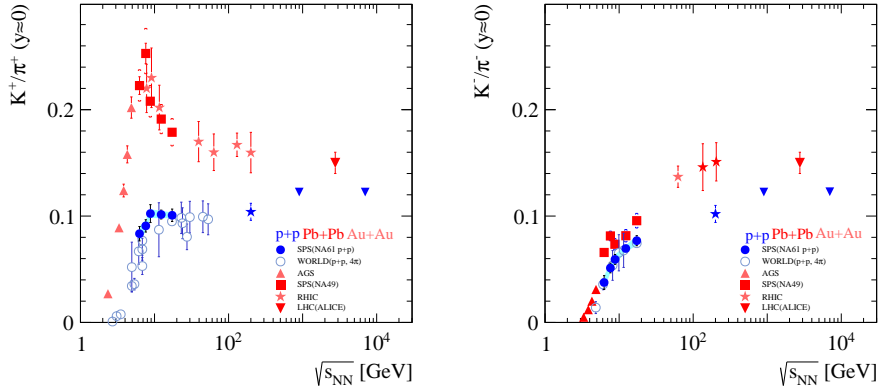 K⁺/π⁺ (y≈0)
0.2
0.1
0
1
10²
10⁴
√s_NN [GeV]
p+p Pb+Pb Au+Au
SPS(NA61 p+p)
WORLD(p+p, 4π)
AGS
SPS(NA49)
RHIC
LHC(ALICE)
K⁻/π⁻ (y≈0)
0.2
0.1
0
1
10²
10⁴
√s_NN [GeV]
p+p Pb+Pb Au+Au
SPS(NA61 p+p)
WORLD(p+p, 4π)
AGS
SPS(NA49)
RHIC
LHC(ALICE)